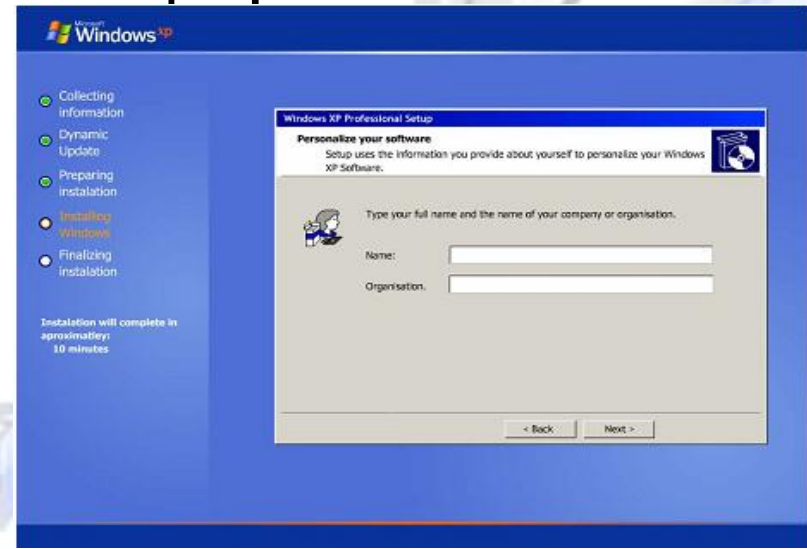 Microsoft
Windows xp
Collecting
information
Dynamic
Update
Preparing
instalation
Installing
Windows
Finalizing
instalation
Instalation will complete in
aproximatley:
10 minutes
Windows XP Professional Setup
Personalize your software
Setup uses the information you provide about yourself to personalize your Windows
XP Software.
Type your full name and the name of your company or organisation.
Name:
Organisation.
< Back
Next >